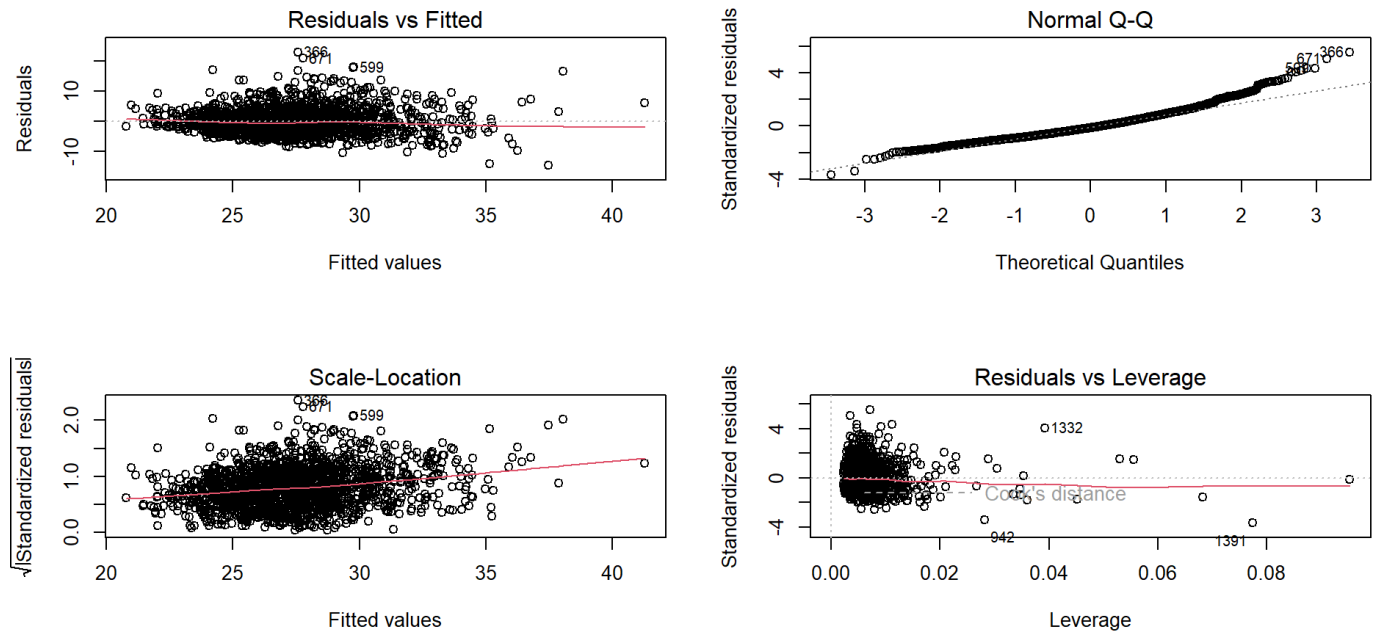 Residuals vs Fitted
Residuals
10
-10
366
671
599
20 25 30 35 40
Fitted values
Normal Q-Q
Standardized residuals
4
0
-4
366
671
599
-3 -2 -1 0 1 2 3
Theoretical Quantiles
Scale-Location
√|Standardized residuals|
2.0
1.0
0.0
366
671
599
20 25 30 35 40
Fitted values
Residuals vs Leverage
Standardized residuals
4
0
-4
1332
Cook's distance
942
1391
0.00 0.02 0.04 0.06 0.08
Leverage